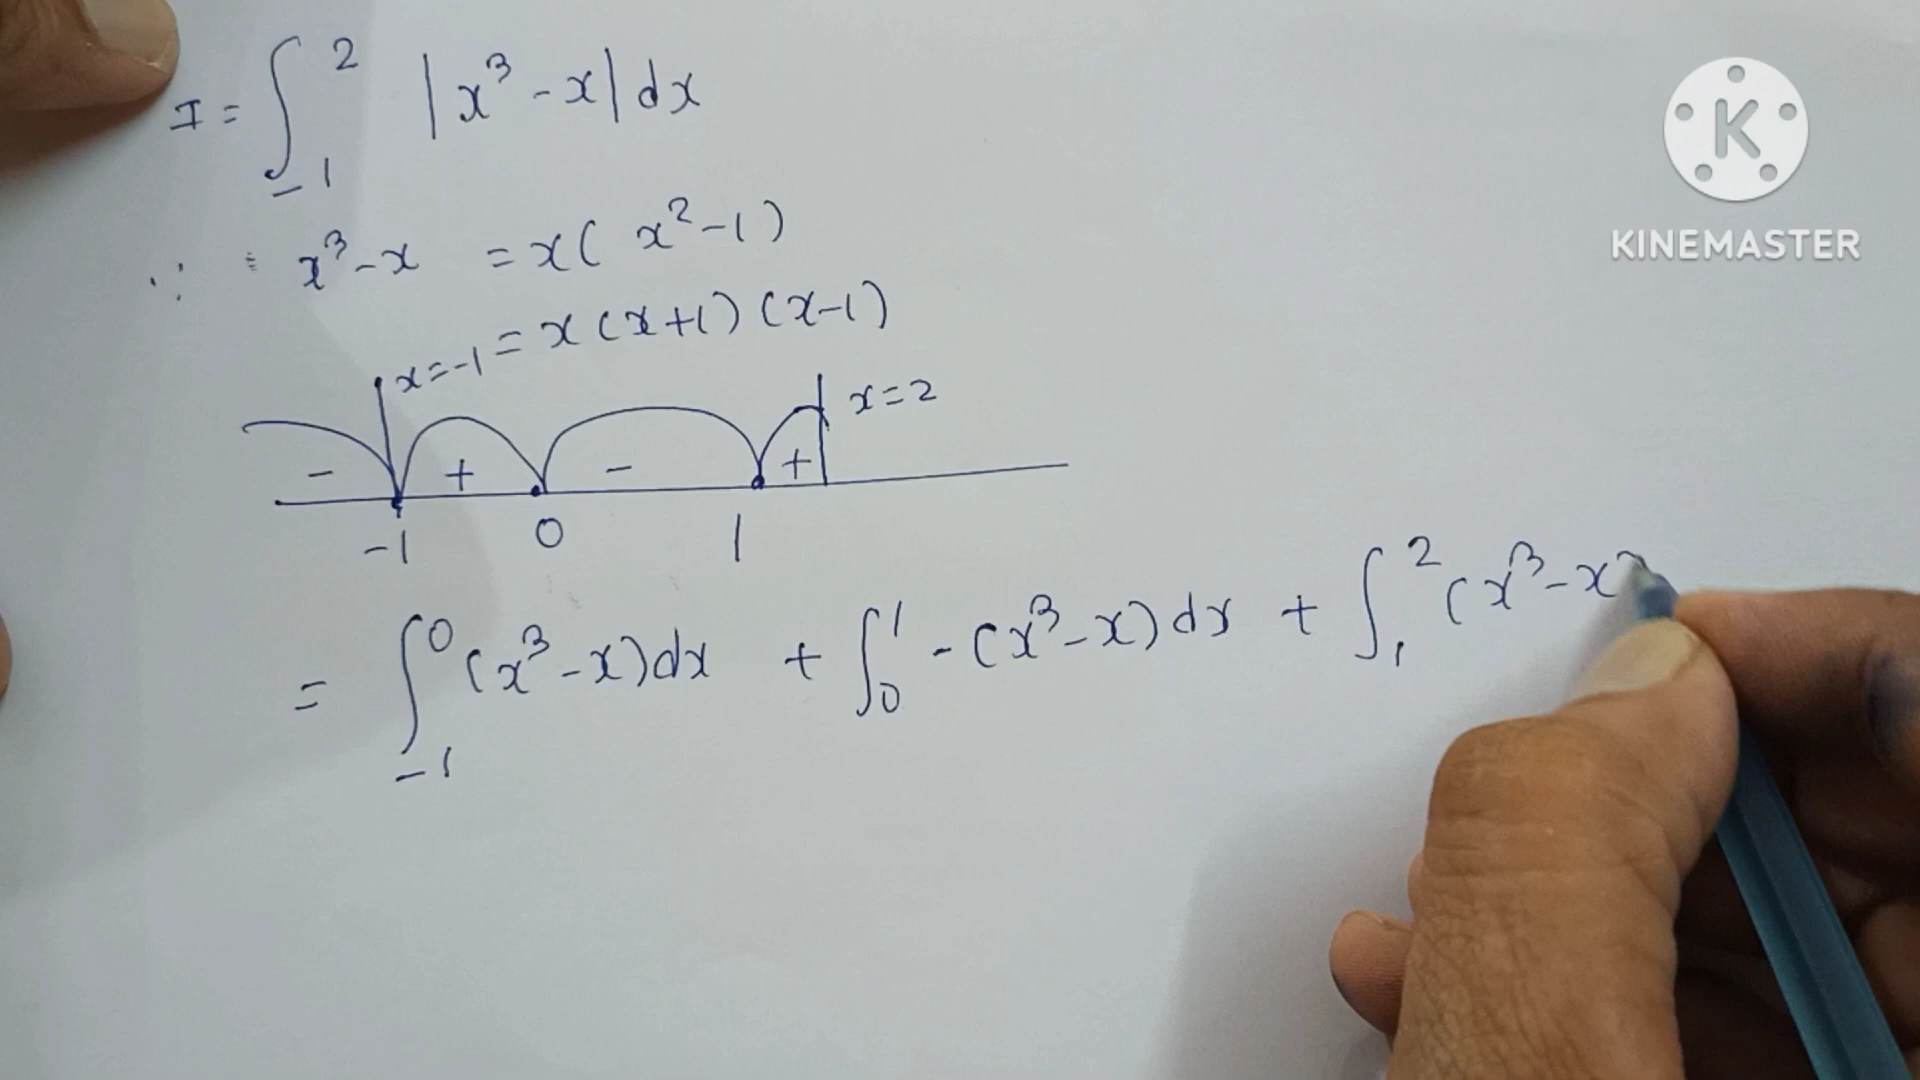 I = ∫_{-1}^{2} |x³ - x| dx
∵ x³ - x = x( x² - 1)
= x (x+1) (x-1)
x=-1
x=2
- + - +
-1 0 1
= ∫_{-1}^{0} (x³ - x)dx + ∫_{0}^{1} - (x³ - x) dx + ∫_{1}^{2} (x³ - x)
K
KINEMASTER